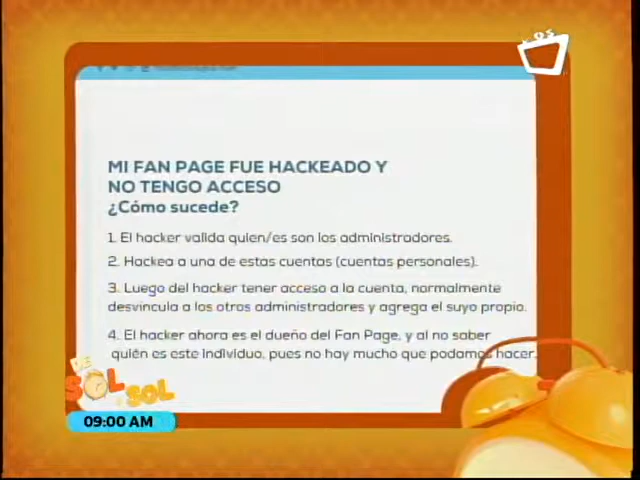 MI FAN PAGE FUE HACKEADO Y
NO TENGO ACCESO
¿Cómo sucede?
1. El hacker valida quien/es son los administradores.
2. Hackea a una de estas cuentas (cuentas personales).
3. Luego del hacker tener acceso a la cuenta, normalmente
desvincula a los otros administradores y agrega el suyo propio.
4. El hacker ahora es el dueño del Fan Page, y al no saber
quién es este individuo, pues no hay mucho que podamos hacer.
DE
SOL
SOL
09:00 AM